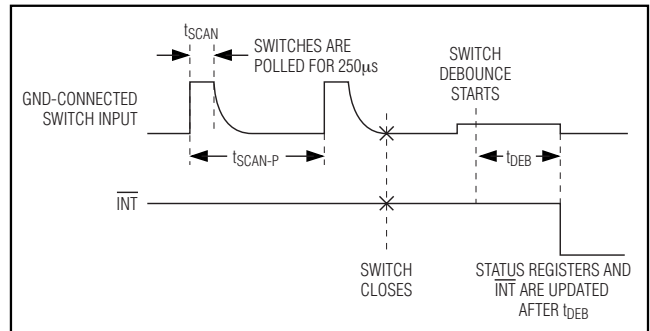 tSCAN
SWITCHES ARE
POLLED FOR 250μs
SWITCH
DEBOUNCE
STARTS
GND-CONNECTED
SWITCH INPUT
tSCAN-P
tDEB
INT
SWITCH
CLOSES
STATUS REGISTERS AND
INT ARE UPDATED
AFTER tDEB